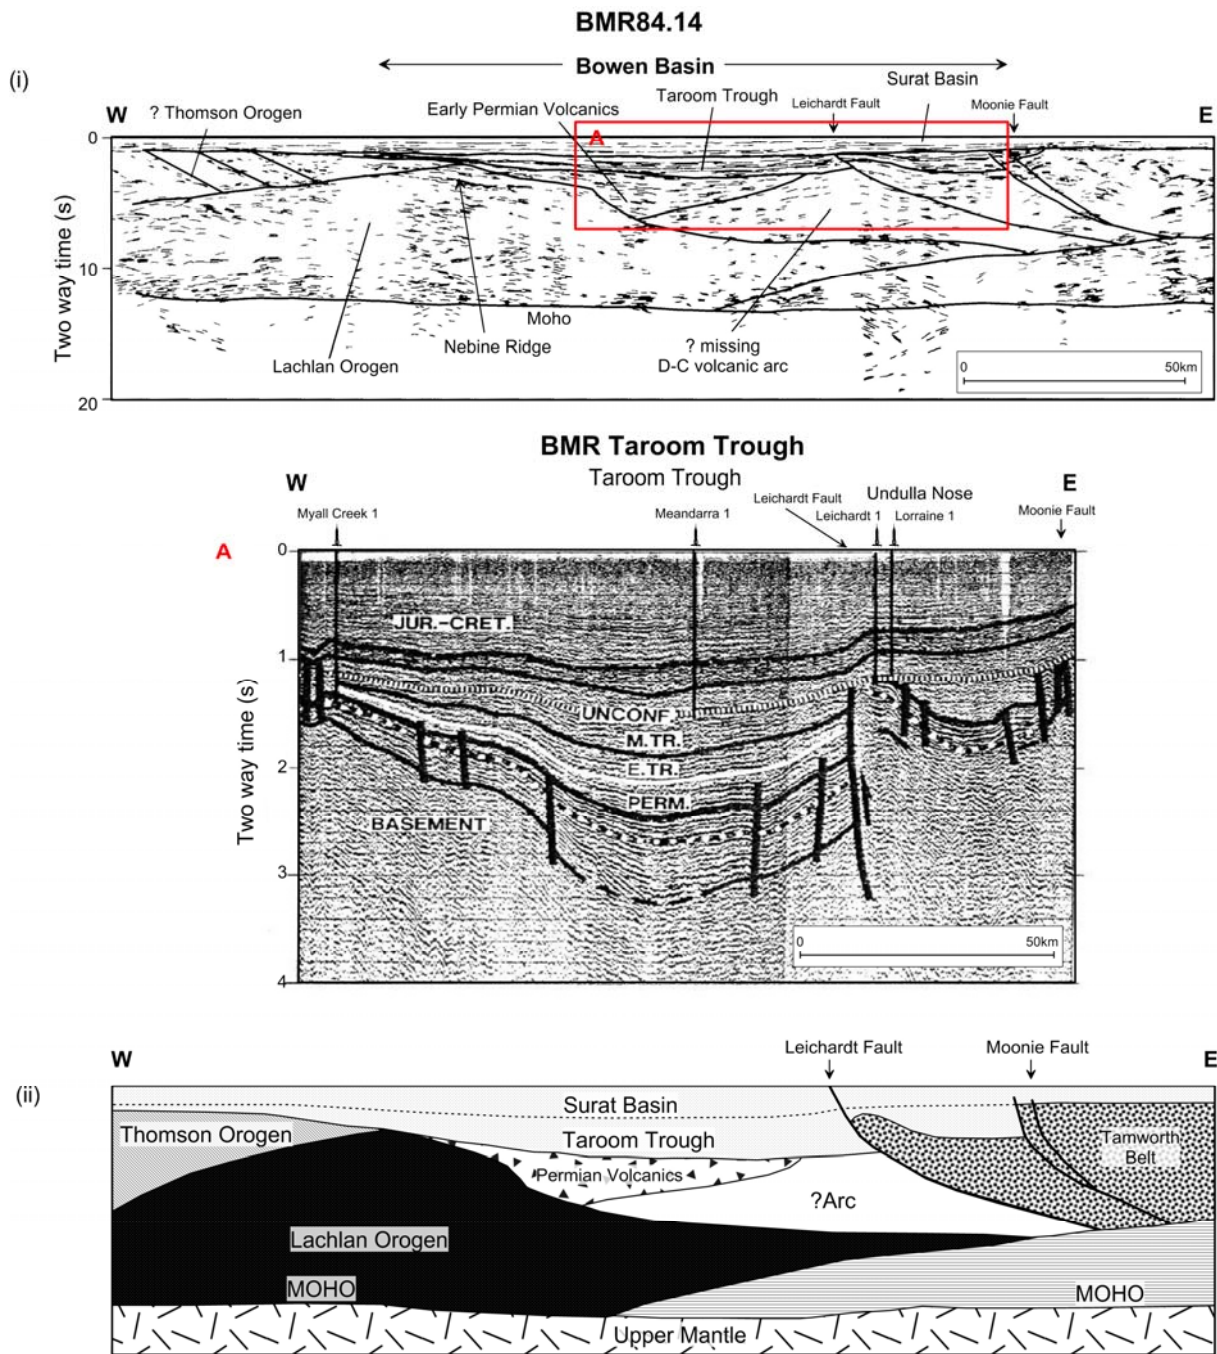 BMR84.14
(i)
Bowen Basin
Surat Basin
W
? Thomson Orogen
Early Permian Volcanics
Taroom Trough
Leichardt Fault
Moonie Fault
E
0
A
10
20
Two way time (s)
Moho
Lachlan Orogen
Nebine Ridge
? missing
D-C volcanic arc
0
50km
BMR Taroom Trough
Taroom Trough
W
E
Leichardt Fault
Undulla Nose
Myall Creek 1
Meandarra 1
Leichardt 1
Lorraine 1
Moonie Fault
A
0
1
2
3
4
Two way time (s)
JUR.-CRET.
UNCONF.
M.TR.
E.TR.
PERM.
BASEMENT
0
50km
W
Leichardt Fault
Moonie Fault
E
(ii)
Surat Basin
Thomson Orogen
Taroom Trough
Tamworth
Belt
Permian Volcanics
?Arc
Lachlan Orogen
MOHO
MOHO
Upper Mantle